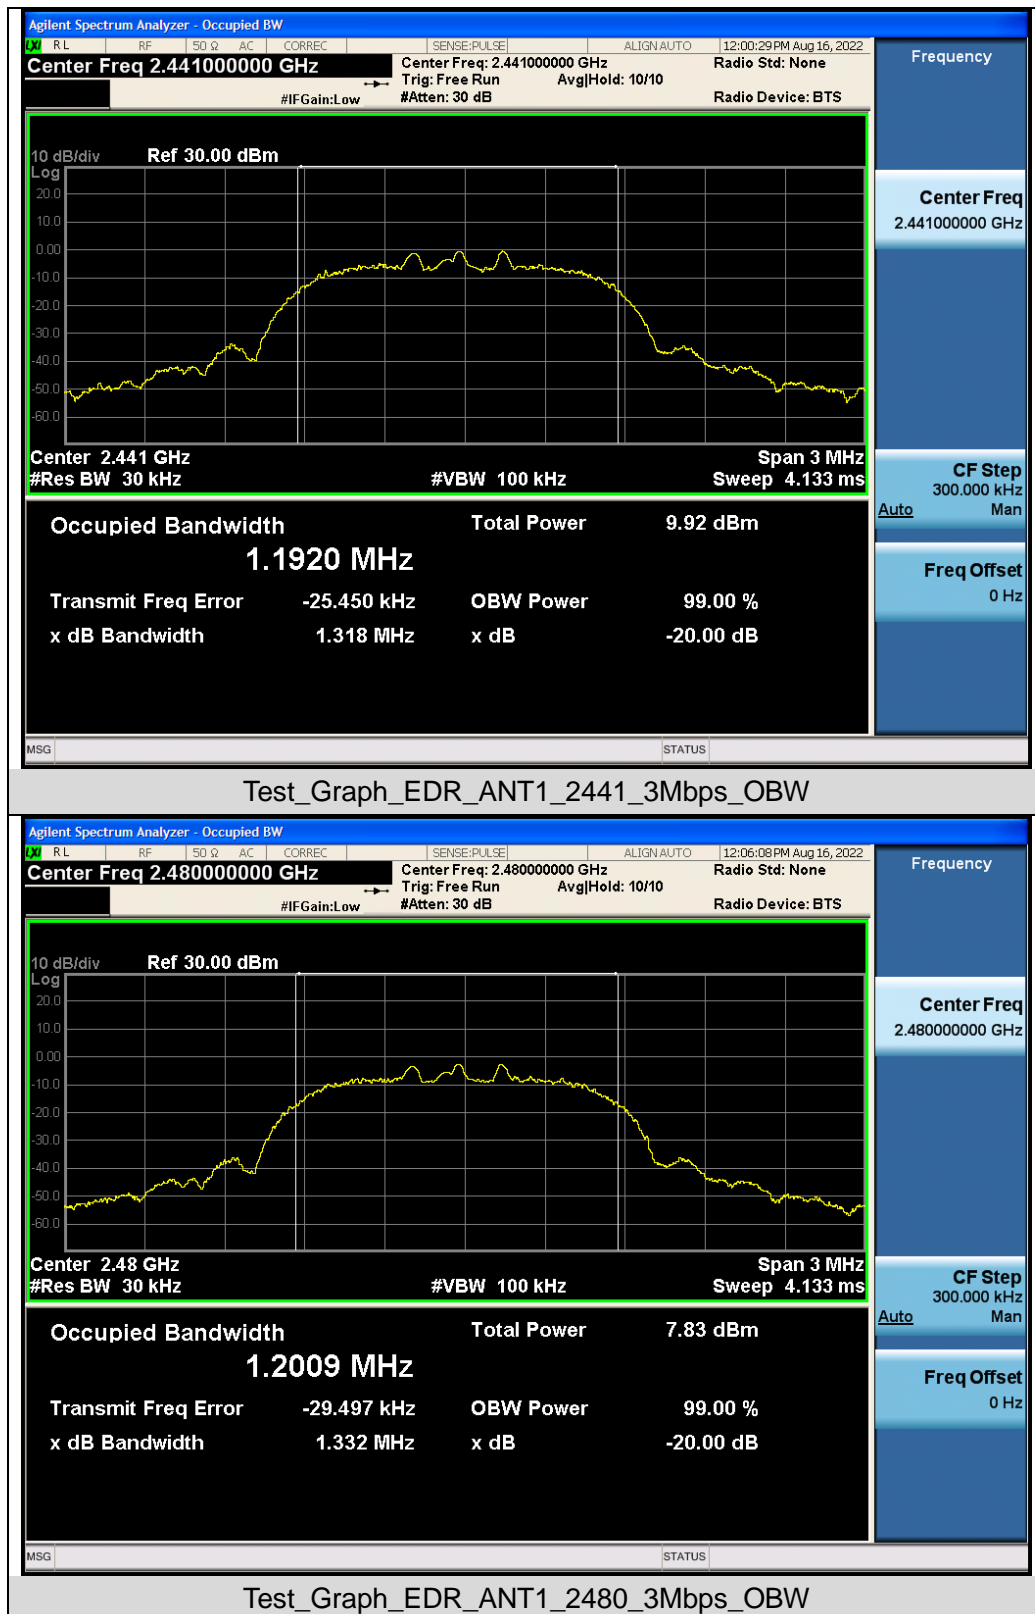 Agilent Spectrum Analyzer - Occupied BW
LXI RL RF 50 Ω AC CORREC SENSE:PULSE ALIGN AUTO 12:00:29 PM Aug 16, 2022
Center Freq 2.441000000 GHz Center Freq: 2.441000000 GHz Radio Std: None
Trig: Free Run Avg|Hold: 10/10
#IFGain:Low #Atten: 30 dB Radio Device: BTS
Frequency
10 dB/div Ref 30.00 dBm
Log
20.0
10.0
0.00
-10.0
-20.0
-30.0
-40.0
-50.0
-60.0
Center 2.441 GHz Span 3 MHz
#Res BW 30 kHz #VBW 100 kHz Sweep 4.133 ms
Center Freq
2.441000000 GHz
CF Step
300.000 kHz
Auto Man
Freq Offset
0 Hz
Occupied Bandwidth Total Power 9.92 dBm
1.1920 MHz
Transmit Freq Error -25.450 kHz OBW Power 99.00 %
x dB Bandwidth 1.318 MHz x dB -20.00 dB
MSG STATUS
Test_Graph_EDR_ANT1_2441_3Mbps_OBW
Agilent Spectrum Analyzer - Occupied BW
LXI RL RF 50 Ω AC CORREC SENSE:PULSE ALIGN AUTO 12:06:08 PM Aug 16, 2022
Center Freq 2.480000000 GHz Center Freq: 2.480000000 GHz Radio Std: None
Trig: Free Run Avg|Hold: 10/10
#IFGain:Low #Atten: 30 dB Radio Device: BTS
Frequency
10 dB/div Ref 30.00 dBm
Log
20.0
10.0
0.00
-10.0
-20.0
-30.0
-40.0
-50.0
-60.0
Center 2.48 GHz Span 3 MHz
#Res BW 30 kHz #VBW 100 kHz Sweep 4.133 ms
Center Freq
2.480000000 GHz
CF Step
300.000 kHz
Auto Man
Freq Offset
0 Hz
Occupied Bandwidth Total Power 7.83 dBm
1.2009 MHz
Transmit Freq Error -29.497 kHz OBW Power 99.00 %
x dB Bandwidth 1.332 MHz x dB -20.00 dB
MSG STATUS
Test_Graph_EDR_ANT1_2480_3Mbps_OBW